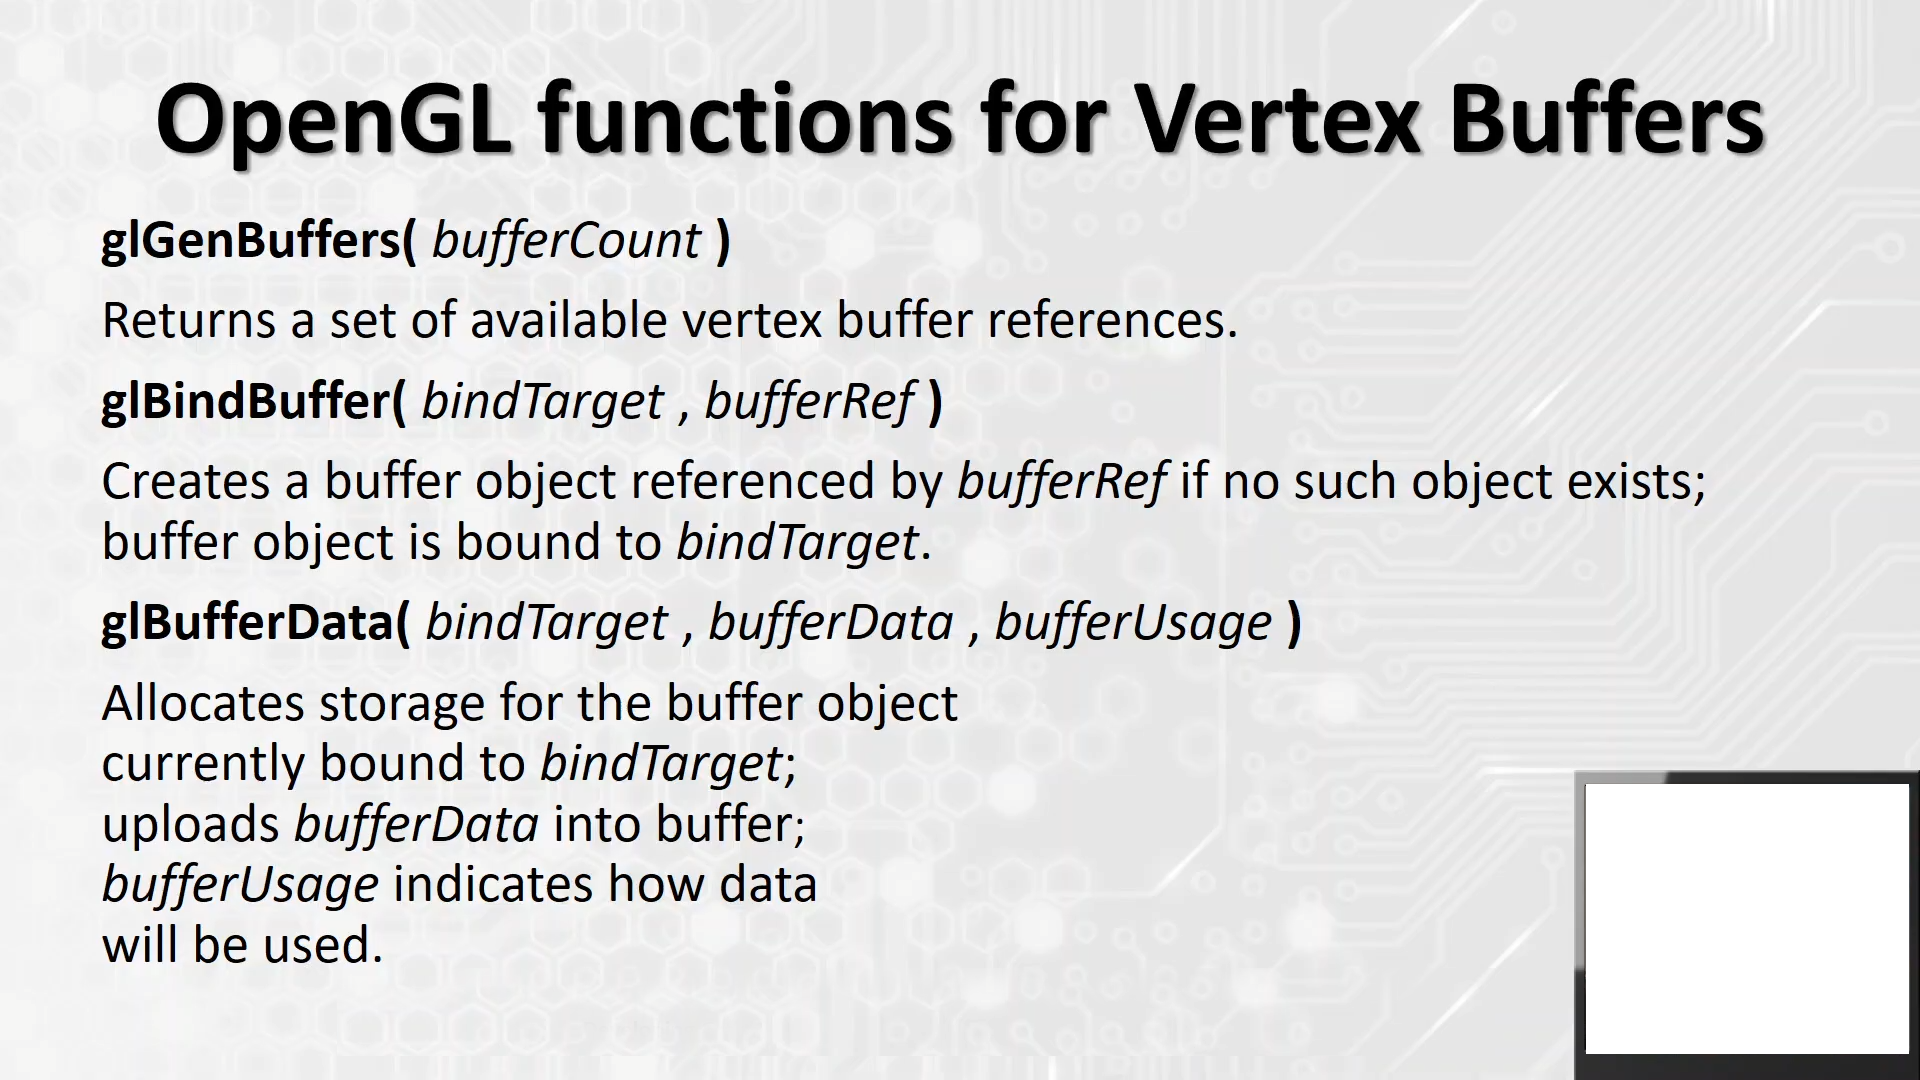 OpenGL functions for Vertex Buffers
glGenBuffers( bufferCount )
Returns a set of available vertex buffer references.
glBindBuffer( bindTarget , bufferRef )
Creates a buffer object referenced by bufferRef if no such object exists;
buffer object is bound to bindTarget.
glBufferData( bindTarget , bufferData , bufferUsage )
Allocates storage for the buffer object
currently bound to bindTarget;
uploads bufferData into buffer;
bufferUsage indicates how data
will be used.